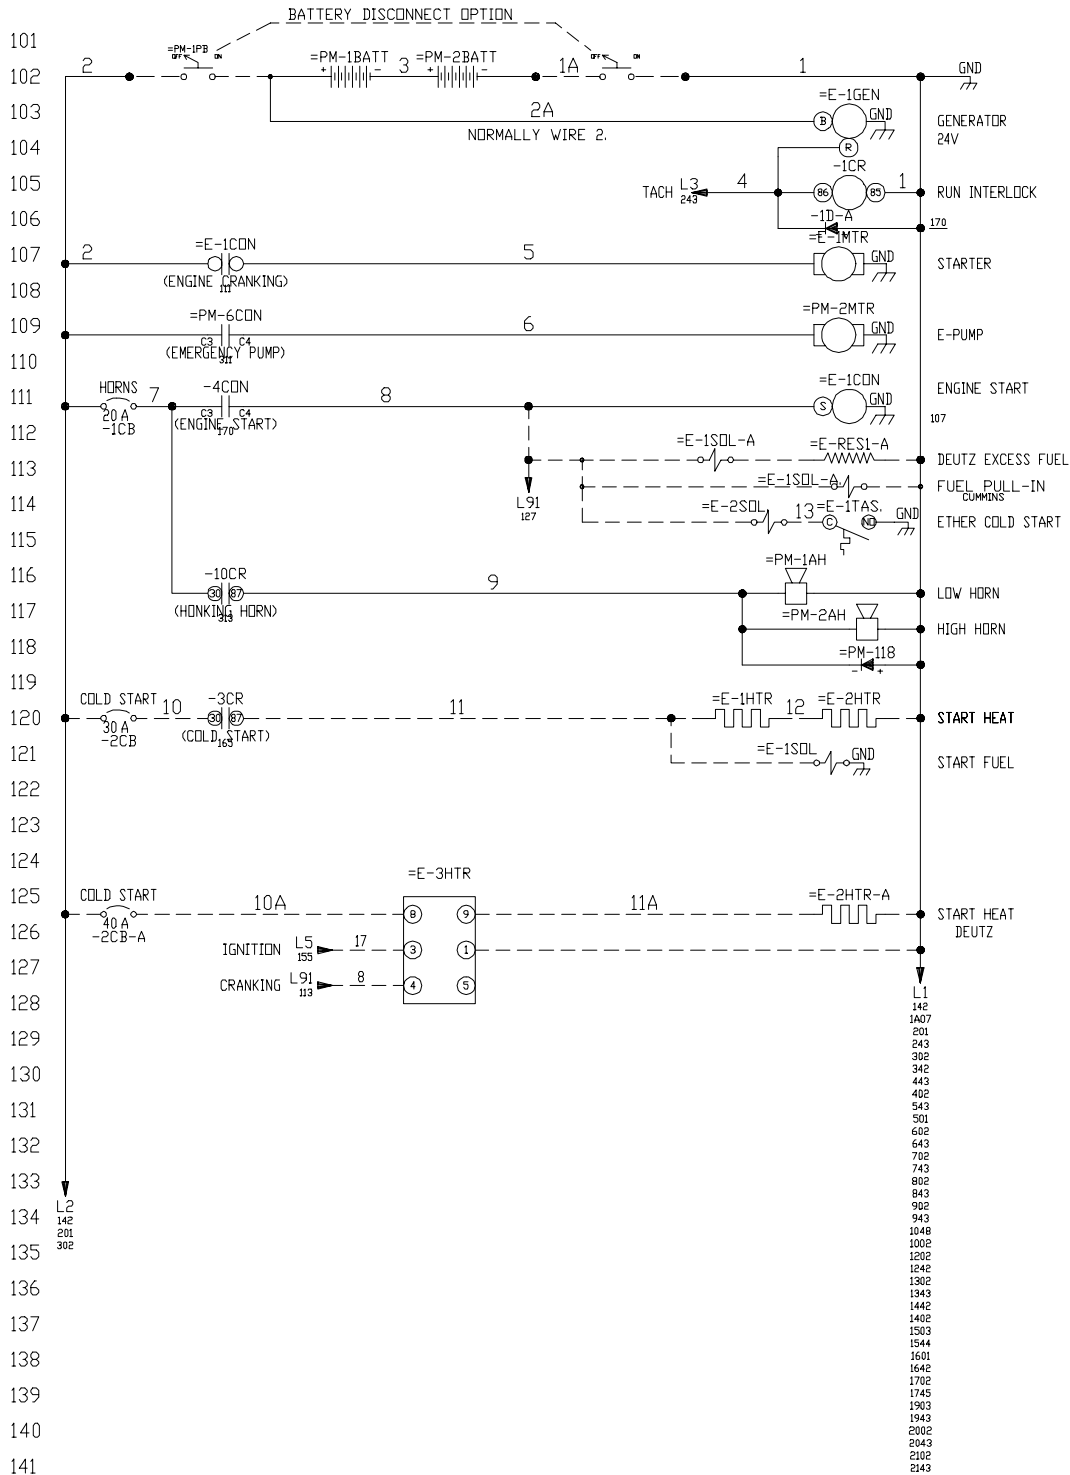 BATTERY DISCONNECT OPTION
101
=PM-1PB
OFF ON
=PM-1BATT
=PM-2BATT
OFF ON
102
2
+ -
3
+ -
1A
1
GND
=E-1GEN
103
2A
B
GND
GENERATOR
24V
NORMALLY WIRE 2.
104
R
-1CR
105
TACH L3
243
4
86
85
1
RUN INTERLOCK
106
-1D-A
170
=E-1MTR
107
2
=E-1CON
5
GND
STARTER
(ENGINE CRANKING)
111
108
=PM-6CON
=PM-2MTR
109
6
GND
E-PUMP
C3 C4
(EMERGENCY PUMP)
311
110
HORNS
-4CON
=E-1CON
ENGINE START
111
7
8
S
GND
20 A
-1CB
C3 C4
(ENGINE START)
170
107
112
=E-1SOL-A
=E-RES1-A
113
DEUTZ EXCESS FUEL
=E-1SOL-A.
FUEL PULL-IN
CUMMINS
114
L91
127
=E-2SOL
13
=E-1TAS.
C
NO
GND
ETHER COLD START
115
=PM-1AH
116
-10CR
9
30 87
LOW HORN
(HONKING HORN)
313
117
=PM-2AH
HIGH HORN
118
=PM-118
- +
119
COLD START
-3CR
=E-1HTR
=E-2HTR
120
10
30 87
11
12
START HEAT
30 A
-2CB
(COLD START)
165
121
=E-1SOL
GND
START FUEL
122
123
124
=E-3HTR
125
COLD START
10A
11A
=E-2HTR-A
8
9
START HEAT
DEUTZ
40 A
-2CB-A
126
IGNITION L5
155
17
3
1
127
CRANKING L91
113
8
4
5
128
L1
142
1A07
129
201
243
302
130
342
443
402
131
543
501
602
132
643
702
743
133
802
843
902
134
L2
142
201
302
943
1048
135
1002
1202
1242
136
1302
1343
1442
137
1402
1503
1544
138
1601
1642
1702
139
1745
1903
1943
140
2002
2043
2102
141
2143